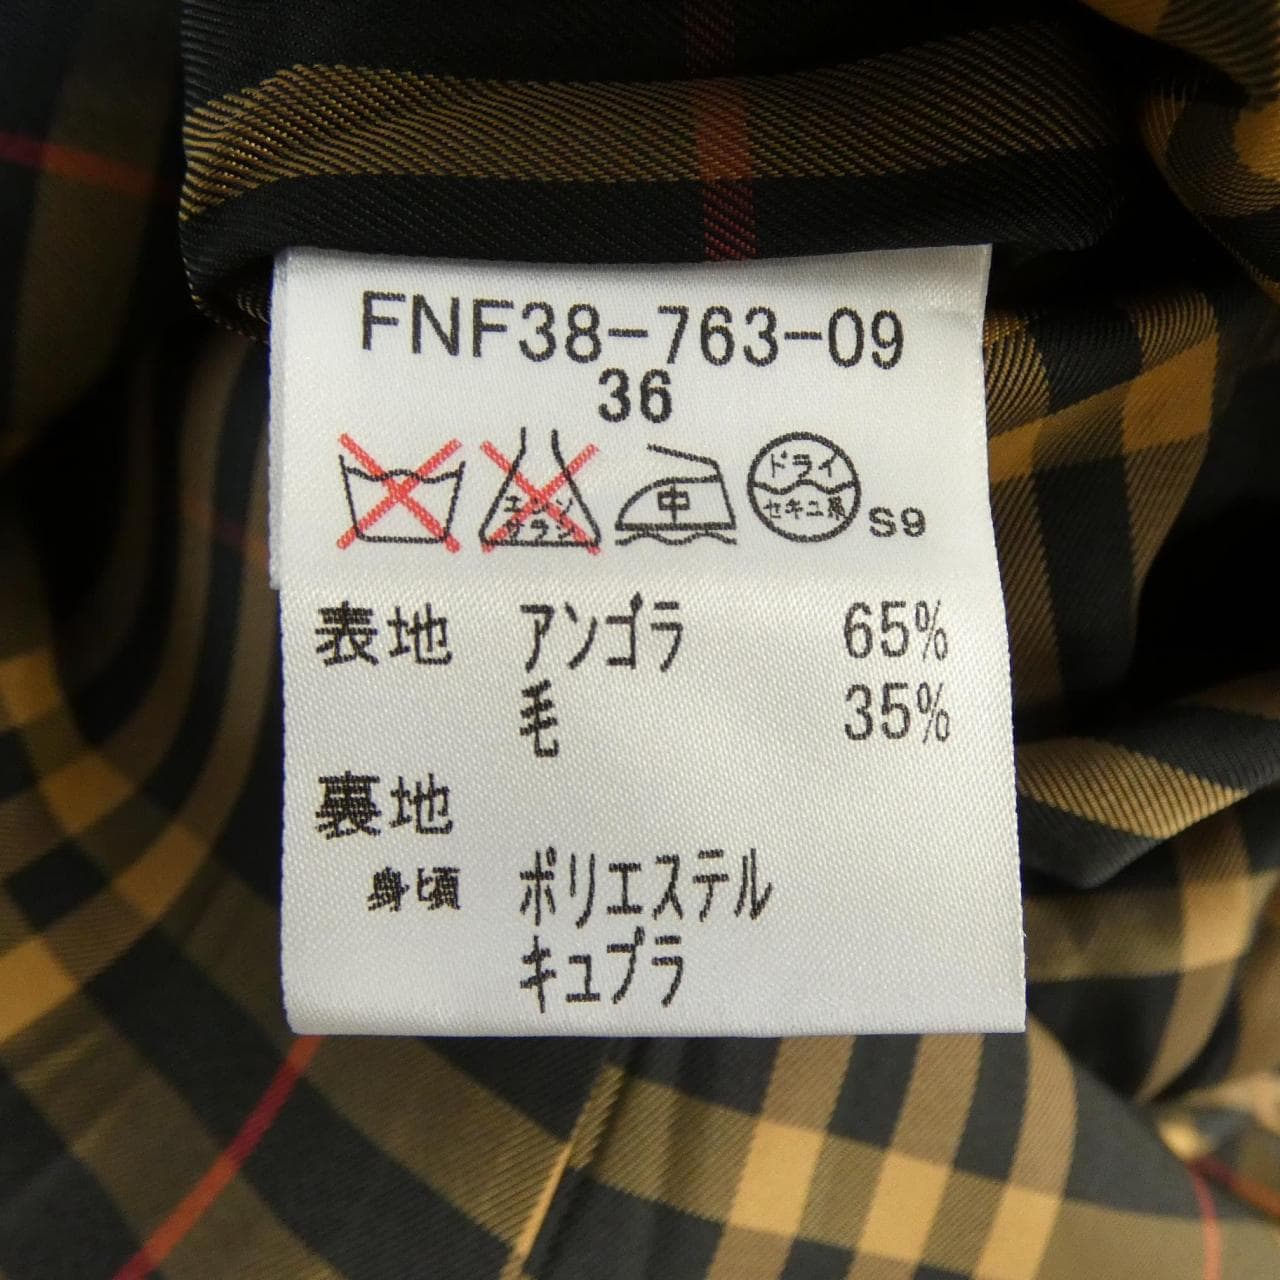 FNF38-763-09
36
エンソ サラシ 中 ドライ セキユ系 S9
表地 アンゴラ 65%
毛 35%
裏地
身頃 ポリエステル
キュプラ